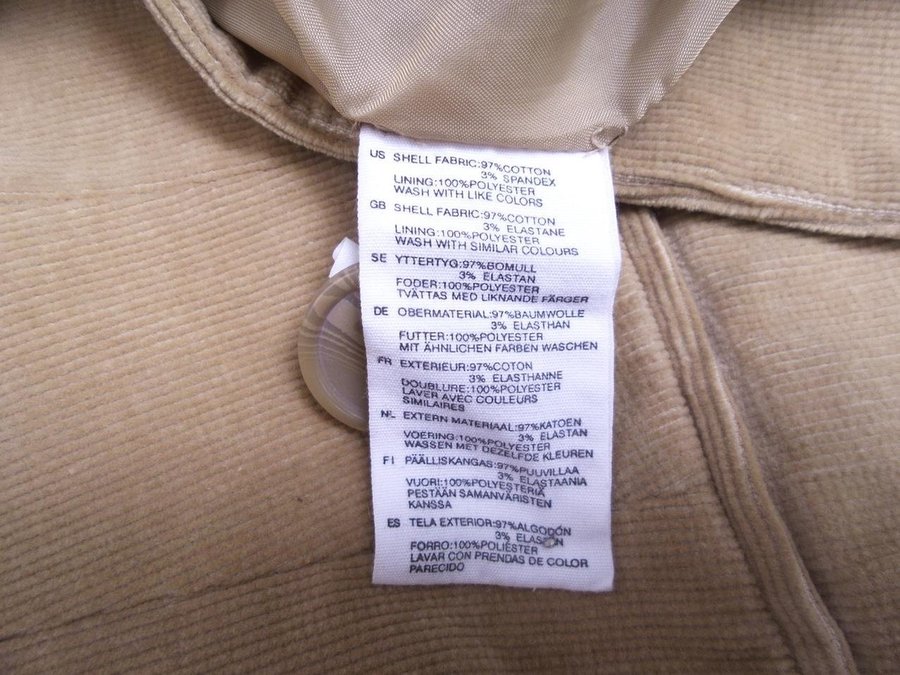 US SHELL FABRIC:97%COTTON
3% SPANDEX
LINING:100%POLYESTER
WASH WITH LIKE COLORS
GB SHELL FABRIC:97%COTTON
3% ELASTANE
LINING:100%POLYESTER
WASH WITH SIMILAR COLOURS
SE YTTERTYG:97%BOMULL
3% ELASTAN
FODER:100%POLYESTER
TVÄTTAS MED LIKNANDE FÄRGER
DE OBERMATERIAL:97%BAUMWOLLE
3% ELASTHAN
FUTTER:100%POLYESTER
MIT ÄHNLICHEN FARBEN WASCHEN
FR EXTERIEUR:97%COTON
3% ELASTHANNE
DOUBLURE:100%POLYESTER
LAVER AVEC COULEURS
SIMILAIRES
NL EXTERN MATERIAAL:97%KATOEN
3% ELASTAN
VOERING:100%POLYESTER
WASSEN MET DEZELFDE KLEUREN
FI PÄÄLLISKANGAS:97%PUUVILLAA
3% ELASTAANIA
VUORI:100%POLYESTERIÄ
PESTÄÄN SAMANVÄRISTEN
KANSSA
ES TELA EXTERIOR:97%ALGODÓN
3% ELASTÁN
FORRO:100%POLIÉSTER
LAVAR CON PRENDAS DE COLOR
PARECIDO